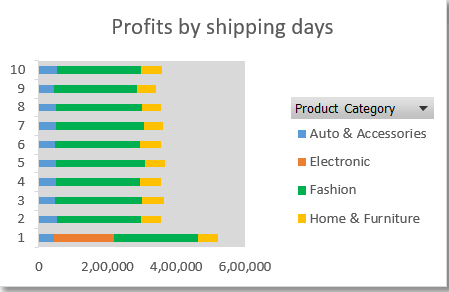 Profits by shipping days
10
9
8
7
6
5
4
3
2
1
0 2,00,000 4,00,000 6,00,000
Product Category
Auto & Accessories
Electronic
Fashion
Home & Furniture